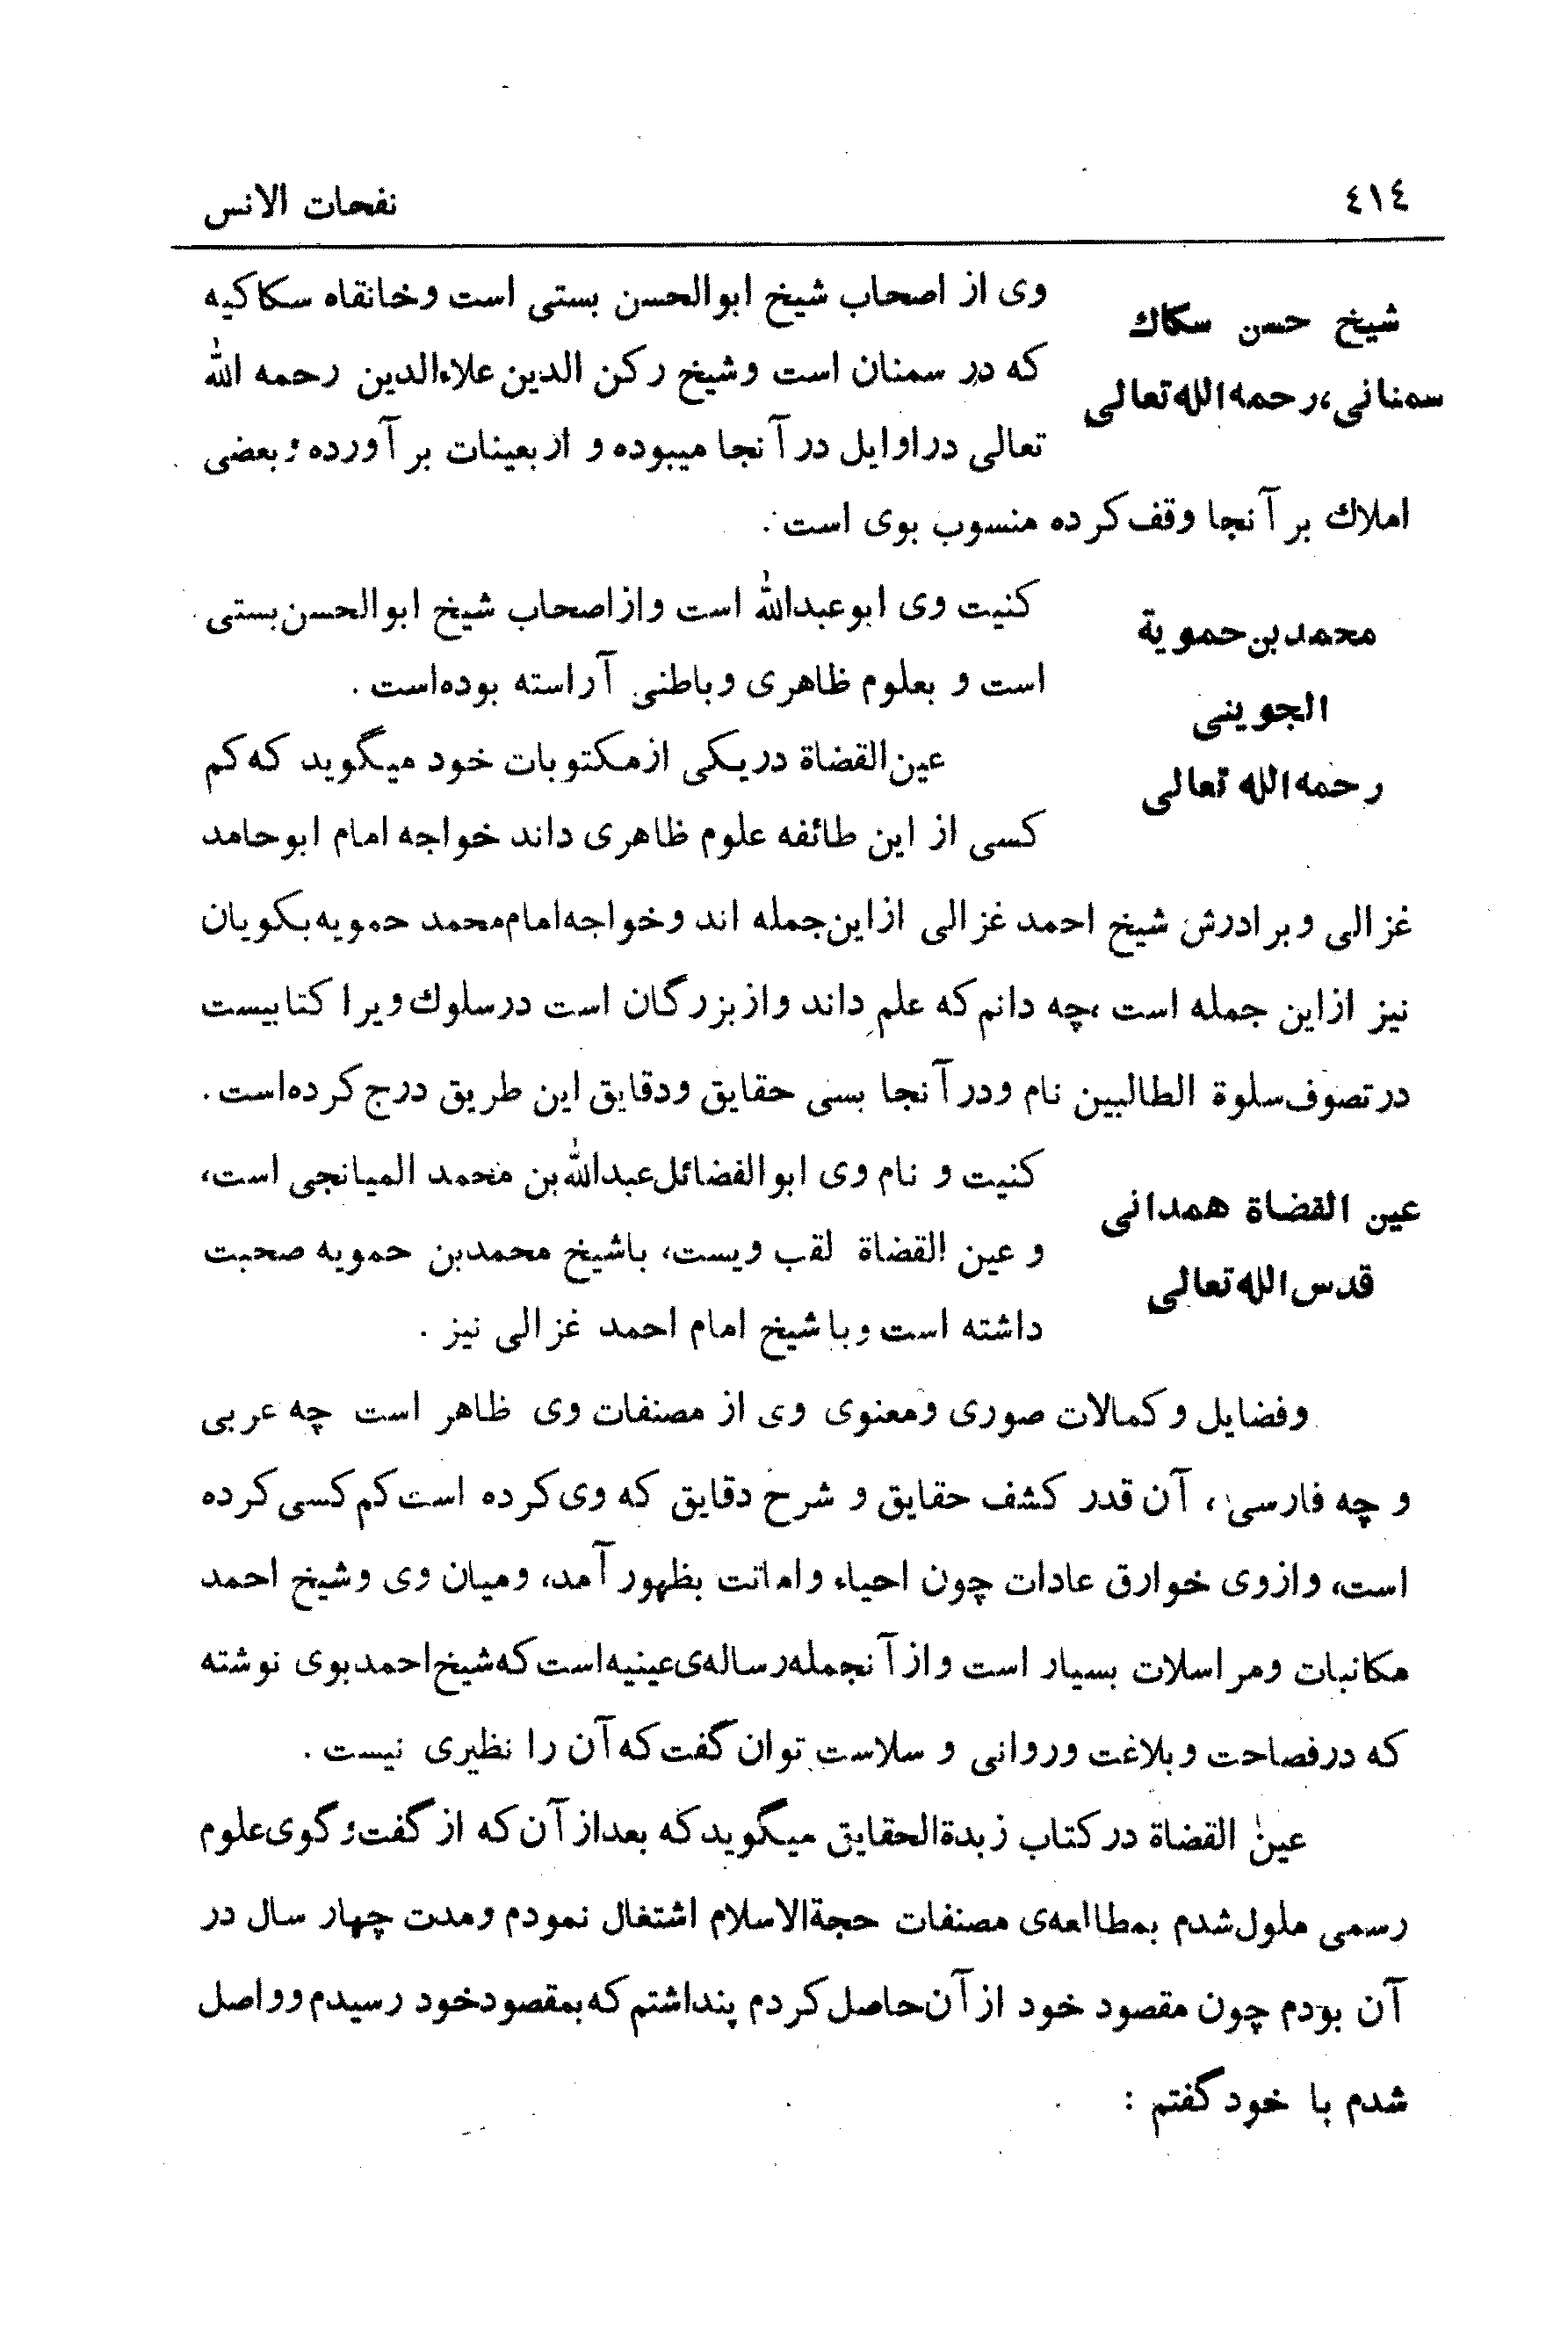 ٤١٤
نفحات الانس
شیخ حسن سکاك
سمنانی،رحمه الله تعالی
وی از اصحاب شیخ ابوالحسن بستی است وخانقاه سکاکیه
که در سمنان است وشیخ رکن الدین علاءالدین رحمه الله
تعالی دراوایل درآنجا میبوده و اربعینات برآورده وبعضی
املاك برآنجا وقف کرده منسوب بوی است.
محمدبن حمویة
الجوینی
رحمه الله تعالی
کنیت وی ابوعبدالله است وازاصحاب شیخ ابوالحسن بستی
است و بعلوم ظاهری وباطنی آراسته بوده‌است .
عین‌القضاة دریکی ازمکتوبات خود میگوید که کم
کسی از این طائفه علوم ظاهری داند خواجه امام ابوحامد
غزالی وبرادرش شیخ احمد غزالی ازاین‌جمله اند وخواجه‌امام‌محمد حمویه‌بکویان
نیز ازاین جمله است ،چه دانم که علم داند وازبزرگان است درسلوك ویرا کتابیست
درتصوف سلوة الطالبین نام ودرآنجا بسی حقایق ودقایق این طریق درج کرده‌است.
عین القضاة همدانی
قدس الله تعالی
کنیت و نام وی ابوالفضائل عبدالله بن محمد المیانجی است،
و عین القضاة لقب ویست، باشیخ محمدبن حمویه صحبت
داشته است وباشیخ امام احمد غزالی نیز .
وفضایل وکمالات صوری ومعنوی وی از مصنفات وی ظاهر است چه عربی
و چه فارسی ، آن قدر کشف حقایق و شرح دقایق که وی کرده است کم کسی کرده
است، وازوی خوارق عادات چون احیاء واماتت بظهور آمد، ومیان وی وشیخ احمد
مکاتبات ومراسلات بسیار است وازآنجمله رساله‌ی عینیه است که شیخ احمد بوی نوشته
که درفصاحت وبلاغت وروانی و سلاست توان گفت که آن را نظیری نیست .
عین القضاة درکتاب زبدةالحقایق میگوید که بعدازآن که ازگفت‌وگوی علوم
رسمی ملول شدم بمطالعه‌ی مصنفات حجةالاسلام اشتغال نمودم ومدت چهار سال در
آن بودم چون مقصود خود ازآن حاصل کردم پنداشتم که بمقصودخود رسیدم وواصل
شدم با خود گفتم :